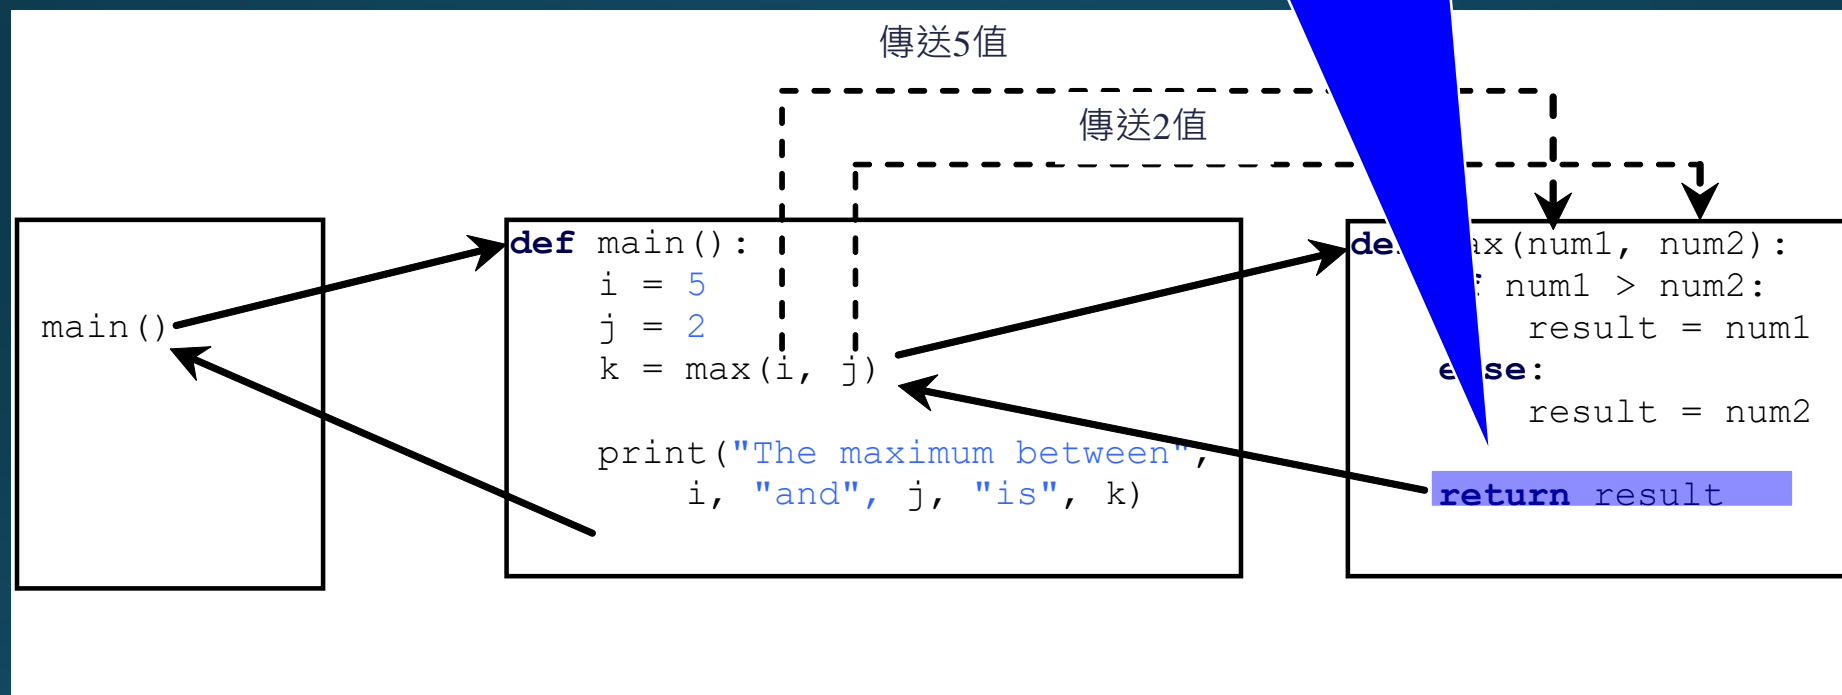 傳送5值
傳送2值
main()
def main():
i = 5
j = 2
k = max(i, j)
print("The maximum between",
i, "and", j, "is", k)
(num1, num2):
num1 > num2:
result = num1
result = num2
return result